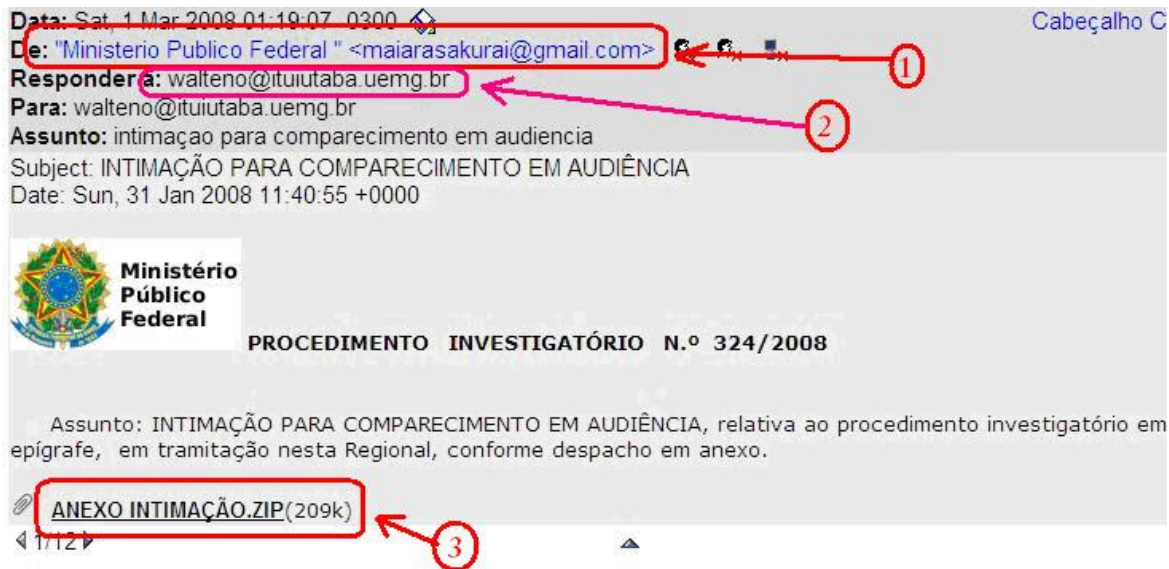 Data: Sat, 1 Mar 2008 01:19:07 -0300
Cabeçalho C
De: "Ministerio Publico Federal " <maiarasakurai@gmail.com>
1
Responder a: walteno@ituiutaba.uemg.br
Para: walteno@ituiutaba.uemg.br
2
Assunto: intimaçao para comparecimento em audiencia
Subject: INTIMAÇÃO PARA COMPARECIMENTO EM AUDIÊNCIA
Date: Sun, 31 Jan 2008 11:40:55 +0000
Ministério
Público
Federal
PROCEDIMENTO INVESTIGATÓRIO N.º 324/2008
Assunto: INTIMAÇÃO PARA COMPARECIMENTO EM AUDIÊNCIA, relativa ao procedimento investigatório em
epígrafe, em tramitação nesta Regional, conforme despacho em anexo.
ANEXO INTIMAÇÃO.ZIP(209k)
1/12
3